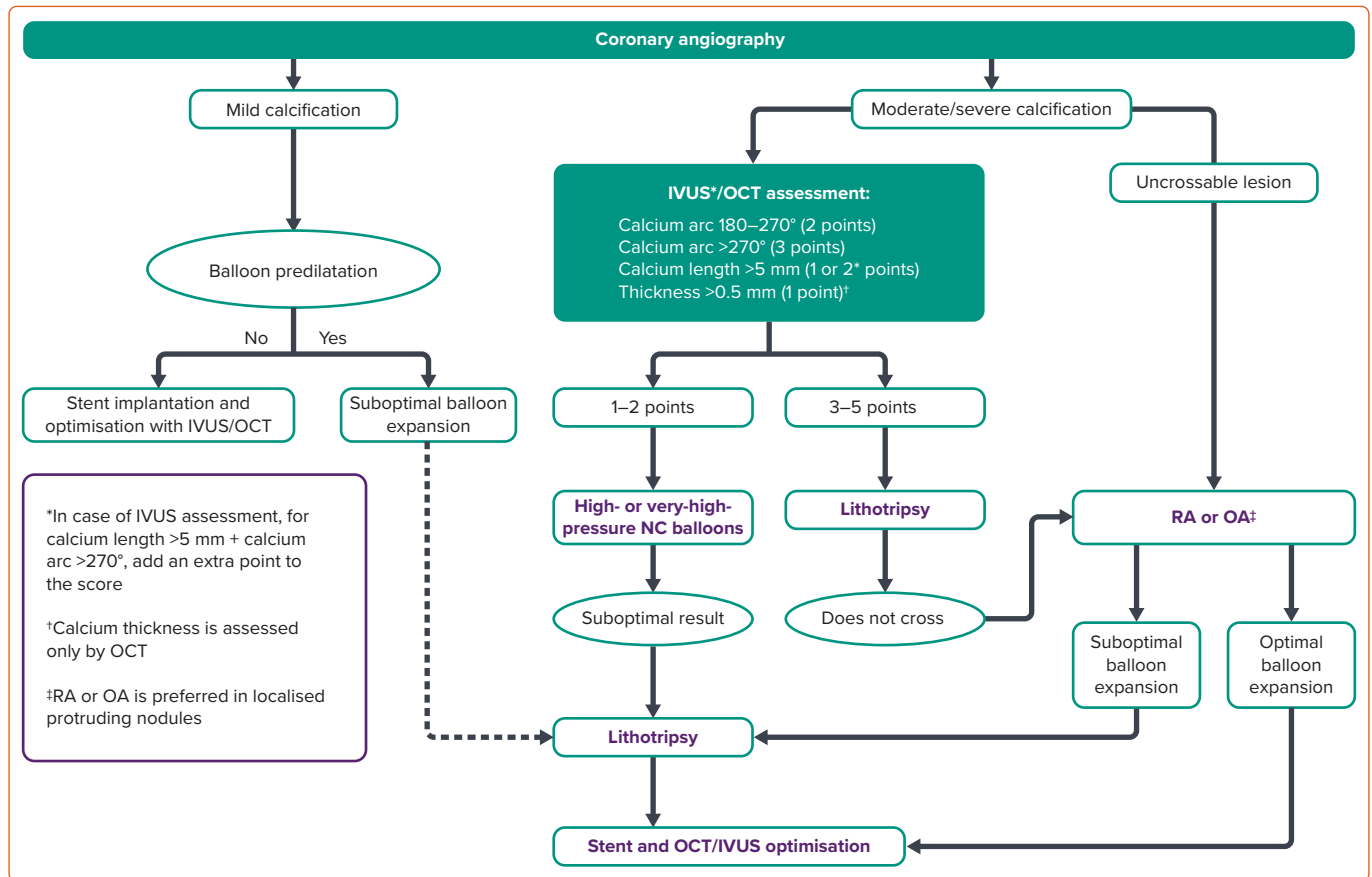 Coronary angiography
Mild calcification
Moderate/severe calcification
IVUS*/OCT assessment:
Calcium arc 180–270° (2 points)
Calcium arc >270° (3 points)
Calcium length >5 mm (1 or 2* points)
Thickness >0.5 mm (1 point)†
Uncrossable lesion
Balloon predilatation
No
Yes
Stent implantation and
optimisation with IVUS/OCT
Suboptimal balloon
expansion
1–2 points
3–5 points
High- or very-high-
pressure NC balloons
Lithotripsy
RA or OA‡
Suboptimal result
Does not cross
Suboptimal
balloon
expansion
Optimal
balloon
expansion
Lithotripsy
Stent and OCT/IVUS optimisation
*In case of IVUS assessment, for
calcium length >5 mm + calcium
arc >270°, add an extra point to
the score
†Calcium thickness is assessed
only by OCT
‡RA or OA is preferred in localised
protruding nodules